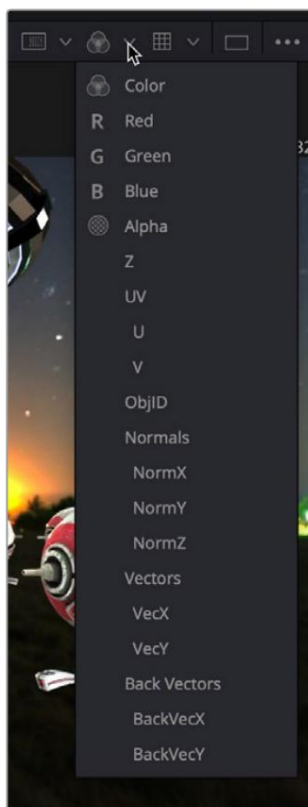 Color
R Red
G Green
B Blue
Alpha
Z
UV
U
V
ObjID
Normals
NormX
NormY
NormZ
Vectors
VecX
VecY
Back Vectors
BackVecX
BackVecY